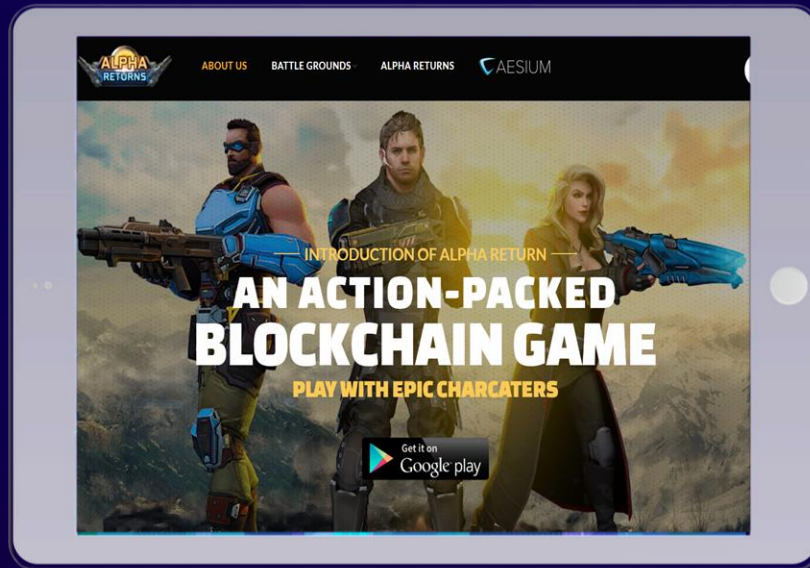 ALPHA
RETORNS
ABOUT US
BATTLE GROUNDS
ALPHA RETURNS
AESIUM
INTRODUCTION OF ALPHA RETURN
AN ACTION-PACKED
BLOCKCHAIN GAME
PLAY WITH EPIC CHARCATERS
Get it on
Google play